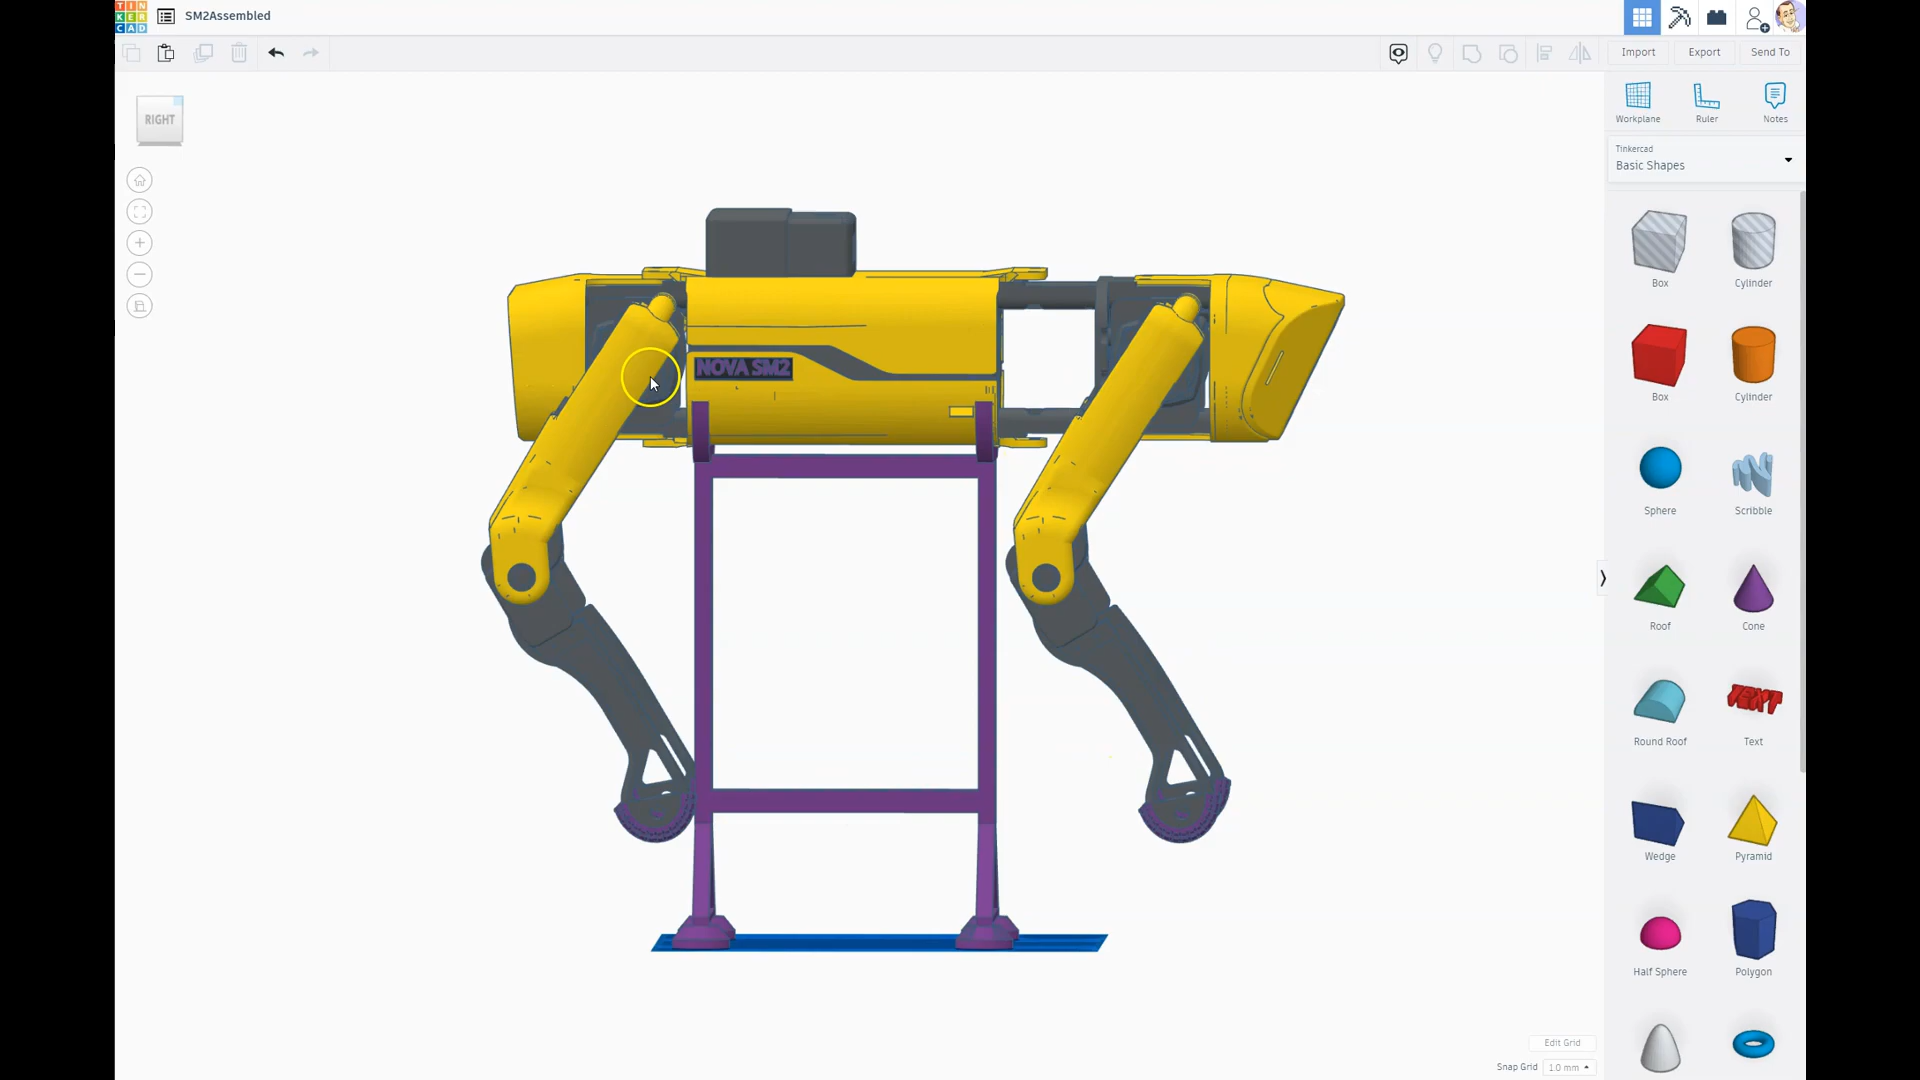 TIN
KER
CAD
SM2Assembled
Import
Export
Send To
RIGHT
Workplane
Ruler
Notes
Tinkercad
Basic Shapes
Box
Cylinder
Box
Cylinder
Sphere
Scribble
Roof
Cone
Round Roof
TEXT
Text
Wedge
Pyramid
Half Sphere
Polygon
NOVA SM2
Edit Grid
Snap Grid
1.0 mm